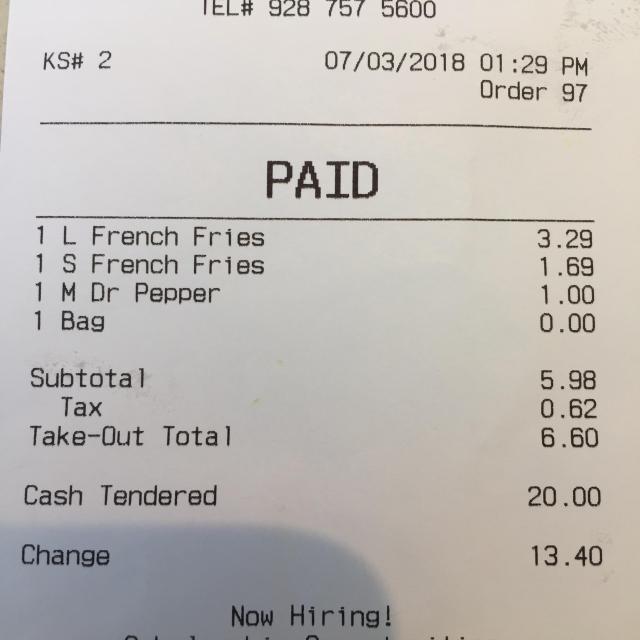 TEL# 928 757 5600
KS# 2 07/03/2018 01:29 PM
Order 97
PAID
1 L French Fries 3.29
1 S French Fries 1.69
1 M Dr Pepper 1.00
1 Bag 0.00
Subtotal 5.98
Tax 0.62
Take-Out Total 6.60
Cash Tendered 20.00
Change 13.40
Now Hiring!